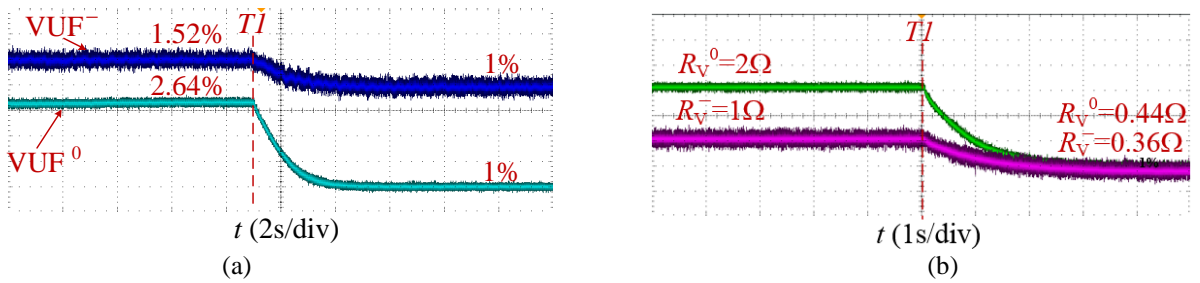 VUF⁻
1.52%
T1
1%
2.64%
VUF⁰
1%
t (2s/div)
(a)
T1
R_V⁰=2Ω
R_V⁻=1Ω
R_V⁰=0.44Ω
R_V⁻=0.36Ω
1%
t (1s/div)
(b)